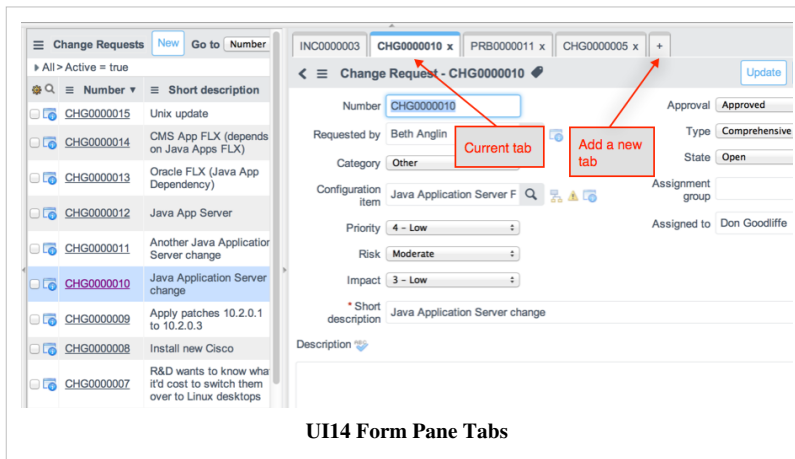 Change Requests New Go to Number
All > Active = true
Number ▼ Short description
CHG0000015 Unix update
CHG0000014 CMS App FLX (depends
on Java Apps FLX)
CHG0000013 Oracle FLX (Java App
Dependency)
CHG0000012 Java App Server
CHG0000011 Another Java Application
Server change
CHG0000010 Java Application Server
change
CHG0000009 Apply patches 10.2.0.1
to 10.2.0.3
CHG0000008 Install new Cisco
CHG0000007 R&D wants to know wha
it'd cost to switch them
over to Linux desktops
INC0000003 CHG0000010 x PRB0000011 x CHG0000005 x +
Change Request - CHG0000010 Update
Number CHG0000010
Requested by Beth Anglin
Category Other
Configuration
item Java Application Server F
Priority 4 - Low
Risk Moderate
Impact 3 - Low
* Short
description Java Application Server change
Description
Approval Approved
Type Comprehensive
State Open
Assignment
group
Assigned to Don Goodliffe
Current tab
Add a new
tab
UI14 Form Pane Tabs